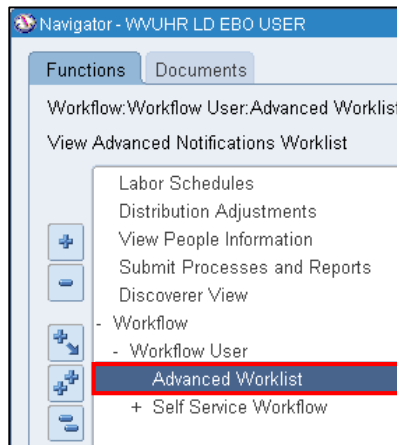 Navigator - WVUHR LD EBO USER
Functions Documents
Workflow:Workflow User:Advanced Worklist
View Advanced Notifications Worklist
Labor Schedules
Distribution Adjustments
View People Information
Submit Processes and Reports
Discoverer View
- Workflow
- Workflow User
Advanced Worklist
+ Self Service Workflow